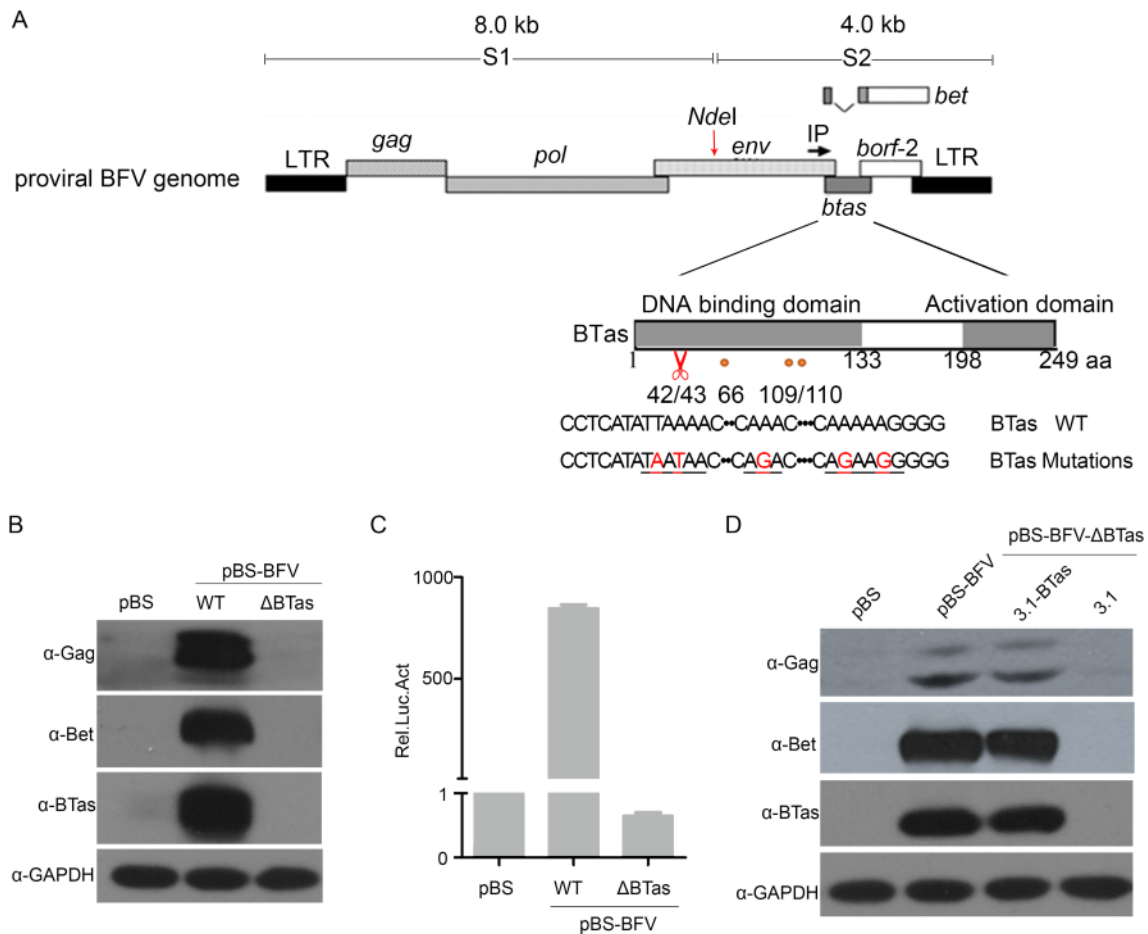 A
8.0 kb 4.0 kb
S1 S2
bet
NdeI IP
gag env borf-2
LTR pol LTR
proviral BFV genome
btas
DNA binding domain Activation domain
BTas
1 133 198 249 aa
42/43 66 109/110
CCTCATATTAAAAC••CAAAC•••CAAAAAGGGG BTas WT
CCTCATATAATAAC••CAGAC•••CAGAAGGGGG BTas Mutations
B
pBS-BFV
pBS WT ΔBTas
α-Gag
α-Bet
α-BTas
α-GAPDH
C
1000
500
1
0
Rel.Luc.Act
pBS WT ΔBTas
pBS-BFV
D
pBS-BFV-ΔBTas
pBS pBS-BFV 3.1-BTas 3.1
α-Gag
α-Bet
α-BTas
α-GAPDH